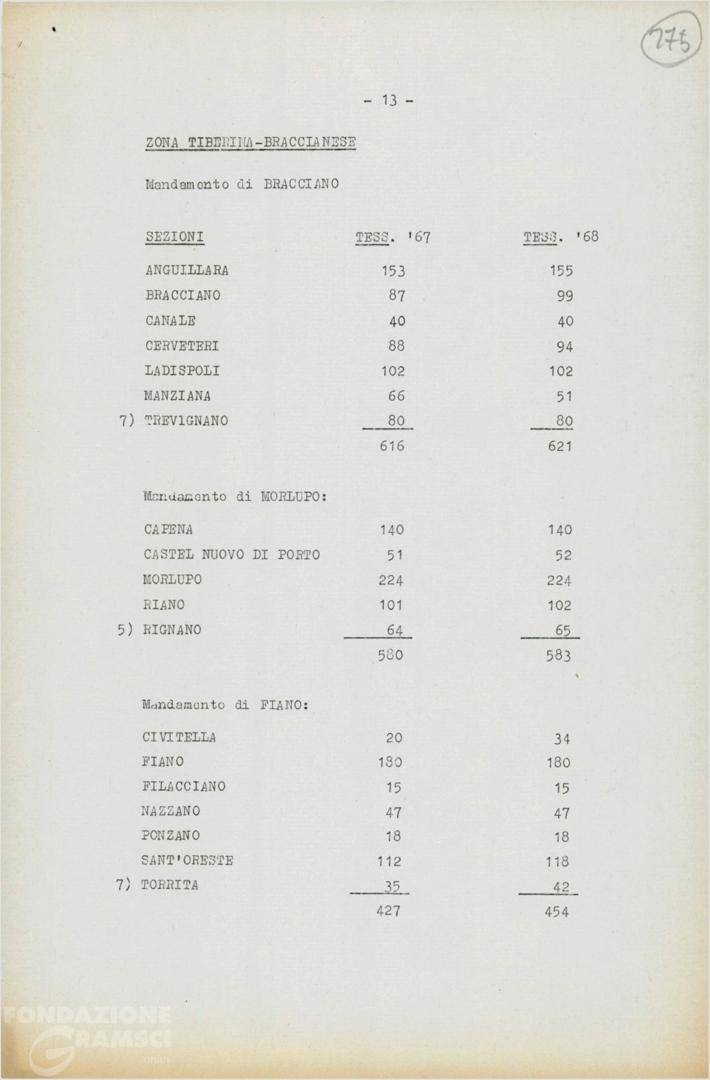 275
- 13 -
ZONA TIBERINA-BRACCIANESE
Mandamento di BRACCIANO
SEZIONI TESS. '67 TESS. '68
ANGUILLARA 153 155
BRACCIANO 87 99
CANALE 40 40
CERVETERI 88 94
LADISPOLI 102 102
MANZIANA 66 51
7) TREVIGNANO 80 80
616 621
Mandamento di MORLUPO:
CAPENA 140 140
CASTEL NUOVO DI PORTO 51 52
MORLUPO 224 224
RIANO 101 102
5) RIGNANO 64 65
580 583
Mandamento di FIANO:
CIVITELLA 20 34
FIANO 180 180
FILACCIANO 15 15
NAZZANO 47 47
PONZANO 18 18
SANT'ORESTE 112 118
7) TORRITA 35 42
427 454
FONDAZIONE
GRAMSCI
onlus